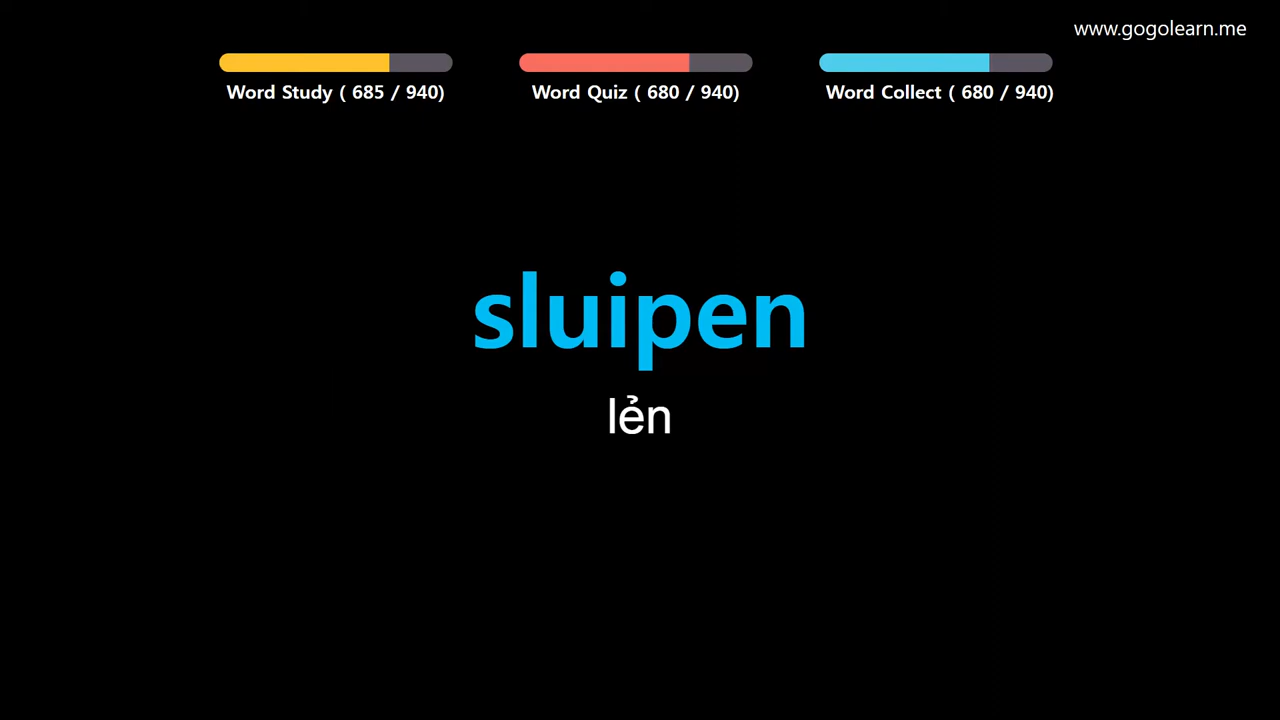 www.gogolearn.me
Word Study ( 685 / 940)
Word Quiz ( 680 / 940)
Word Collect ( 680 / 940)
sluipen
lẻn